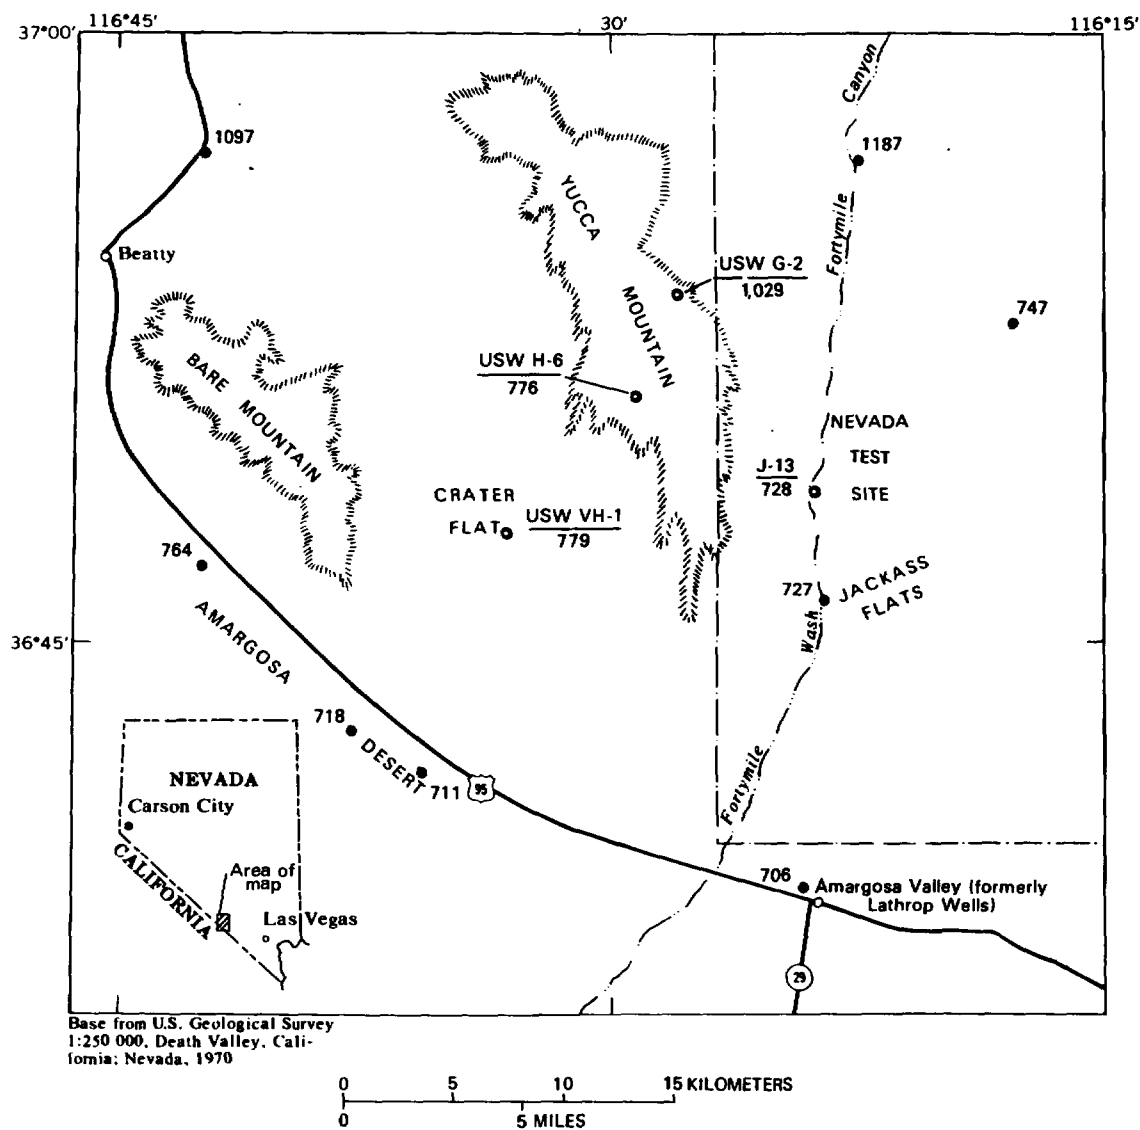 116°45'
30'
116°15'
37°00'
Canyon
1097
1187
YUCCA
Fortymile
Beatty
USW G-2
1,029
MOUNTAIN
747
BARE
MOUNTAIN
USW H-6
776
NEVADA
TEST
SITE
J-13
728
CRATER
FLAT
USW VH-1
779
764
727
JACKASS
FLATS
AMARGOSA
Wash
36°45'
718
DESERT
711
95
Fortymile
NEVADA
Carson City
CALIFORNIA
Area of
map
Las Vegas
706
Amargosa Valley (formerly
Lathrop Wells)
29
Base from U.S. Geological Survey
1:250 000, Death Valley, Cali-
fornia; Nevada, 1970
0 5 10 15 KILOMETERS
0 5 MILES